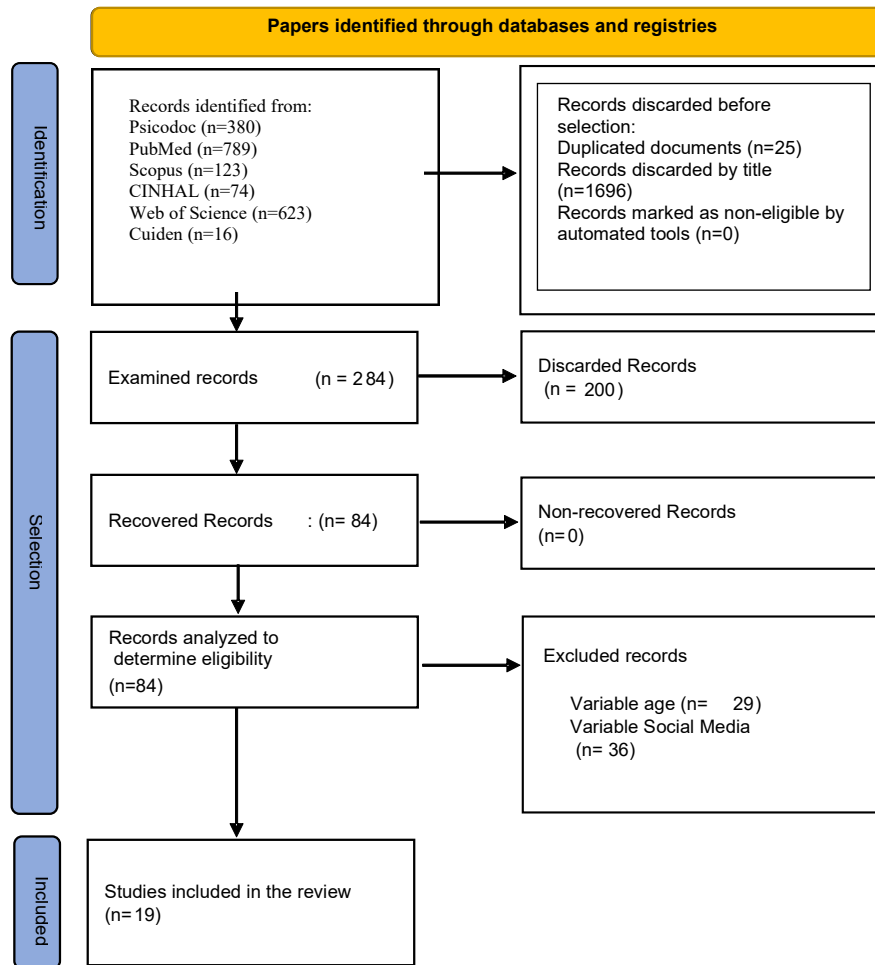 Papers identified through databases and registries
Identification
Records identified from:
Psicodoc (n=380)
PubMed (n=789)
Scopus (n=123)
CINHAL (n=74)
Web of Science (n=623)
Cuiden (n=16)
Records discarded before
selection:
Duplicated documents (n=25)
Records discarded by title
(n=1696)
Records marked as non-eligible by
automated tools (n=0)
Selection
Examined records (n = 284)
Discarded Records
(n = 200)
Recovered Records : (n= 84)
Non-recovered Records
(n= 0)
Records analyzed to
determine eligibility
(n=84)
Excluded records
Variable age (n= 29)
Variable Social Media
(n= 36)
Included
Studies included in the review
(n= 19)